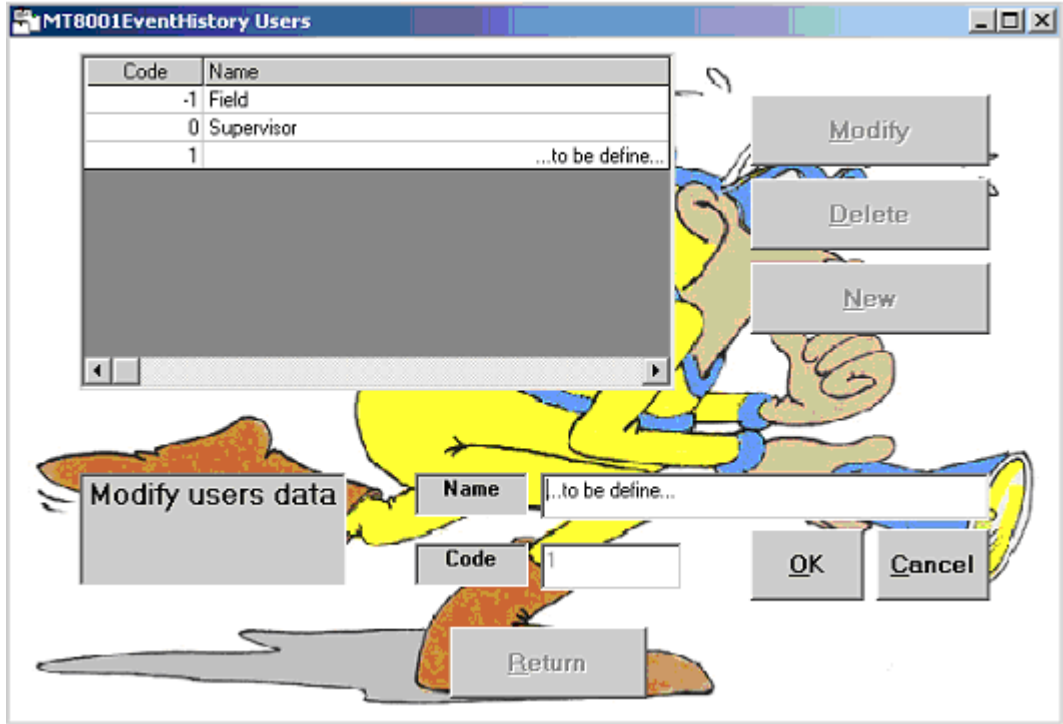 MT8001EventHistory Users
Code Name
-1 Field
0 Supervisor
1 ...to be define...
Modify
Delete
New
Modify users data
Name ...to be define...
Code 1
OK Cancel
Return